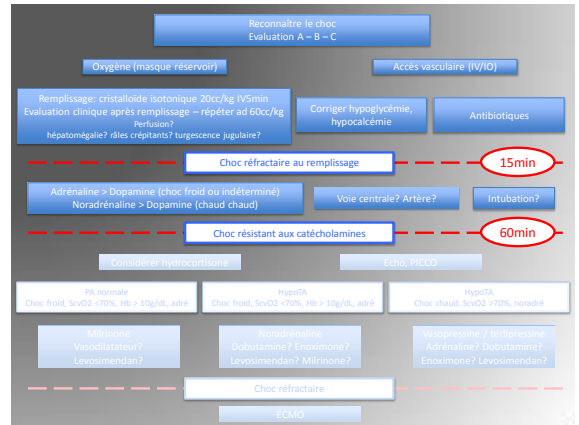 Reconnaître le choc
Evaluation A – B – C
Oxygène (masque réservoir)
Accès vasculaire (IV/IO)
Remplissage: cristalloïde isotonique 20cc/kg IV5min
Evaluation clinique après remplissage – répéter ad 60cc/kg
Perfusion?
hépatomégalie? râles crépitants? turgescence jugulaire?
Corriger hypoglycémie,
hypocalcémie
Antibiotiques
Choc réfractaire au remplissage
15min
Adrénaline > Dopamine (choc froid ou indéterminé)
Noradrénaline > Dopamine (chaud chaud)
Voie centrale? Artère?
Intubation?
Choc résistant aux catécholamines
60min
Considérer hydrocortisone
Echo, PICCO
PA normale
Choc froid, ScvO2 <70%, Hb > 10g/dL, adré
HypoTA
Choc froid, ScvO2 <70%, Hb > 10g/dL, adré
HypoTA
Choc chaud, ScvO2 >70%, noradré
Milrinone
Vasodilatateur?
Levosimendan?
Noradrénaline
Dobutamine? Enoximone?
Levosimendan? Milrinone?
Vasopressine / terlipressine
Adrénaline? Dobutamine?
Enoximone? Levosimendan?
Choc réfractaire
ECMO